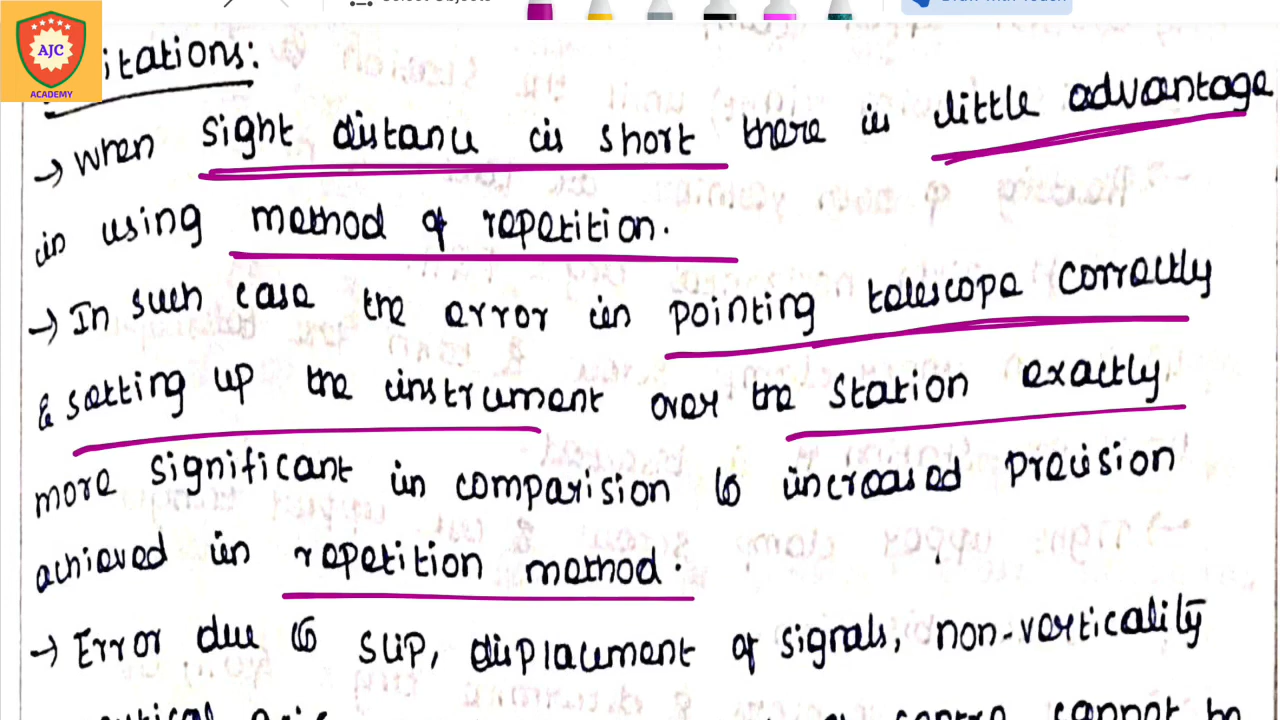 AJC
ACADEMY
itations:
→ When sight distance is short there is little advantage
in using method of repetition.
→ In such case the error in pointing telescope correctly
& setting up the instrument over the station exactly
more significant in comparision to increased precision
achieved in repetition method.
→ Error due to slip, displacement of signals, non-verticality